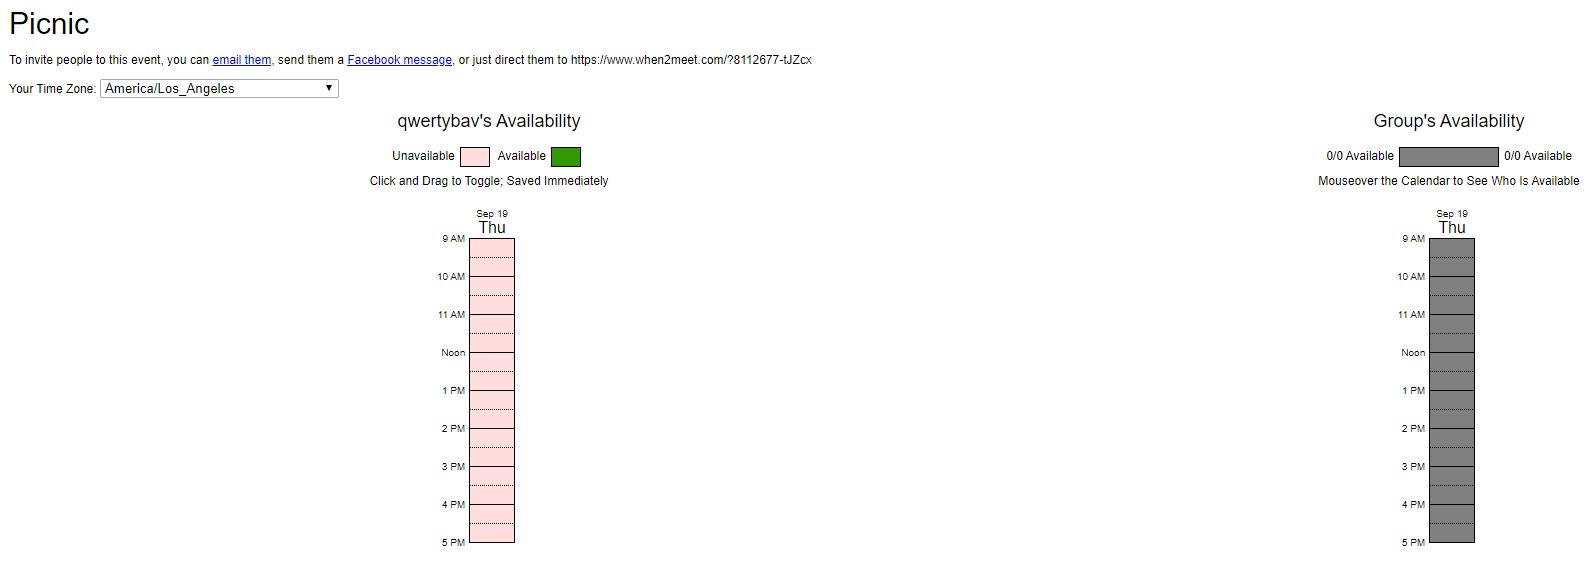 Picnic
To invite people to this event, you can email them, send them a Facebook message, or just direct them to https://www.when2meet.com/?8112677-tJZcx
Your Time Zone: America/Los_Angeles
qwertybav's Availability
Unavailable Available
Click and Drag to Toggle; Saved Immediately
Sep 19
Thu
9 AM
10 AM
11 AM
Noon
1 PM
2 PM
3 PM
4 PM
5 PM
Group's Availability
0/0 Available 0/0 Available
Mouseover the Calendar to See Who Is Available
Sep 19
Thu
9 AM
10 AM
11 AM
Noon
1 PM
2 PM
3 PM
4 PM
5 PM